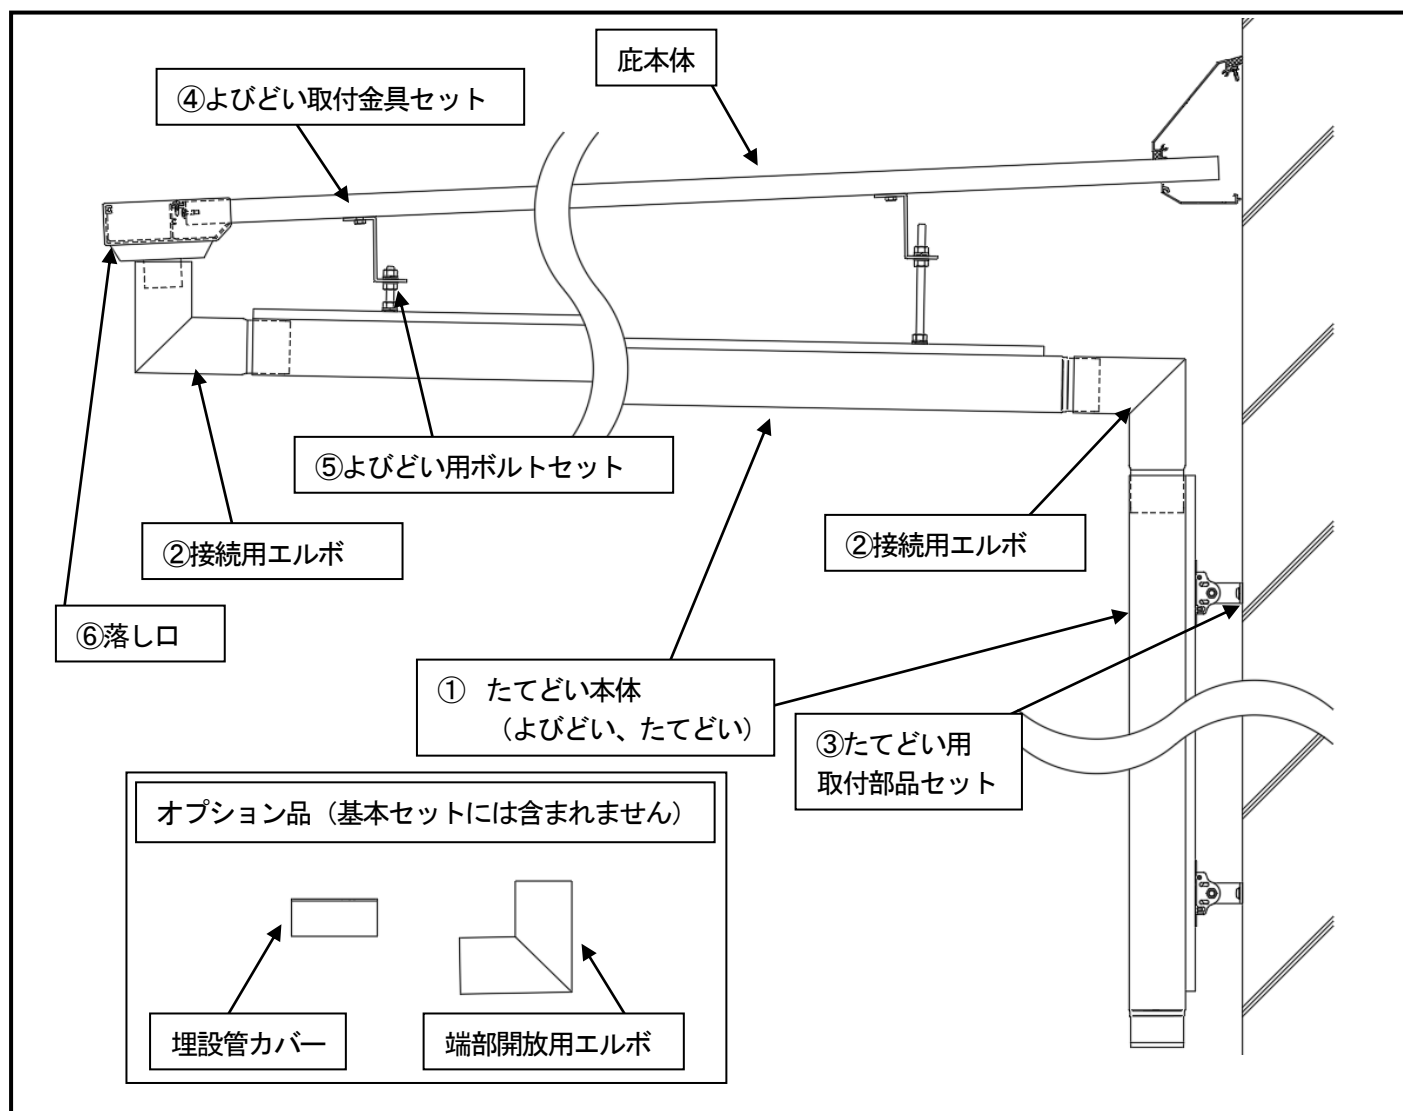 庇本体
④よびどい取付金具セット
⑤よびどい用ボルトセット
②接続用エルボ
②接続用エルボ
⑥落し口
① たてどい本体
（よびどい、たてどい）
③たてどい用
取付部品セット
オプション品（基本セットには含まれません）
埋設管カバー
端部開放用エルボ